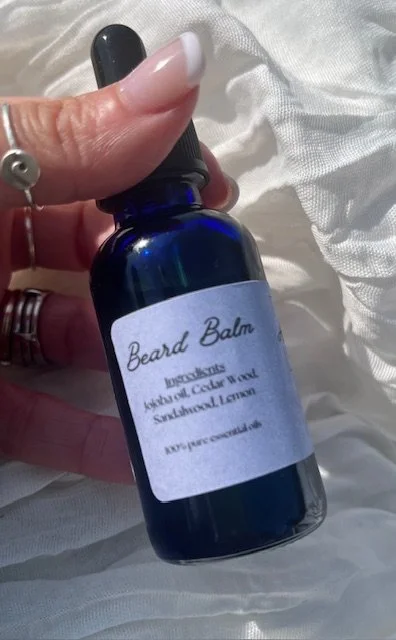 Beard Balm
Ingredients
Jojoba oil, Cedar Wood,
Sandalwood, Lemon
100% pure essential oils